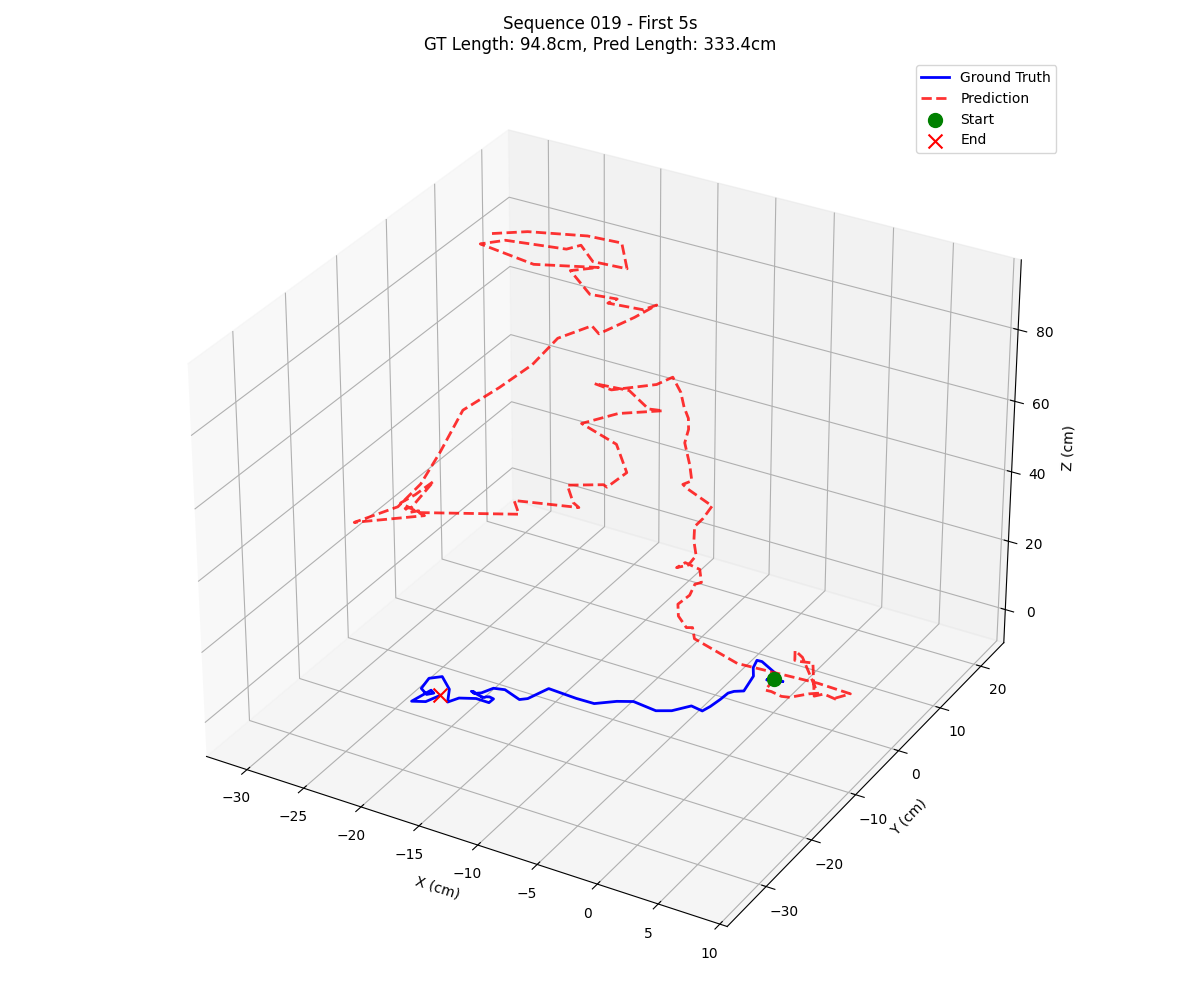 Sequence 019 - First 5s
GT Length: 94.8cm, Pred Length: 333.4cm
Ground Truth
Prediction
Start
End
80
60
40
20
0
Z (cm)
20
10
0
−10
−20
−30
Y (cm)
−30
−25
−20
−15
−10
−5
0
5
10
X (cm)